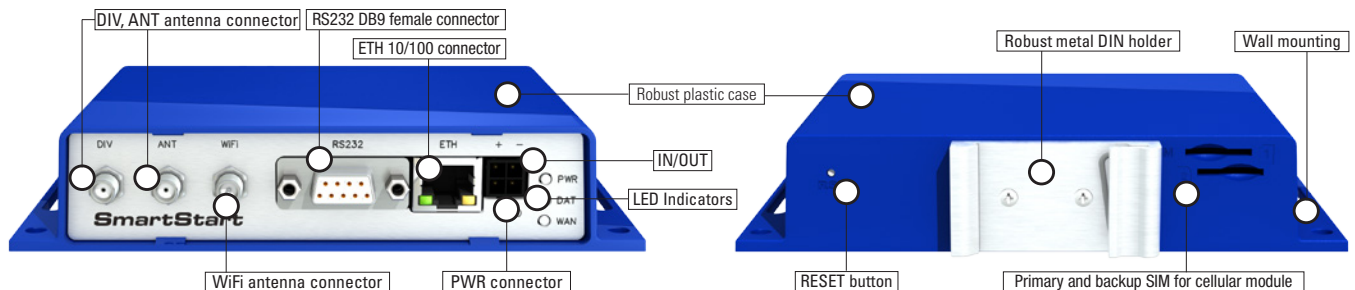 DIV, ANT antenna connector
RS232 DB9 female connector
ETH 10/100 connector
Robust metal DIN holder
Wall mounting
Robust plastic case
DIV ANT WiFi RS232 ETH + -
IN/OUT
PWR
DAT
LED Indicators
WAN
SmartStart
WiFi antenna connector
PWR connector
RESET button
Primary and backup SIM for cellular module